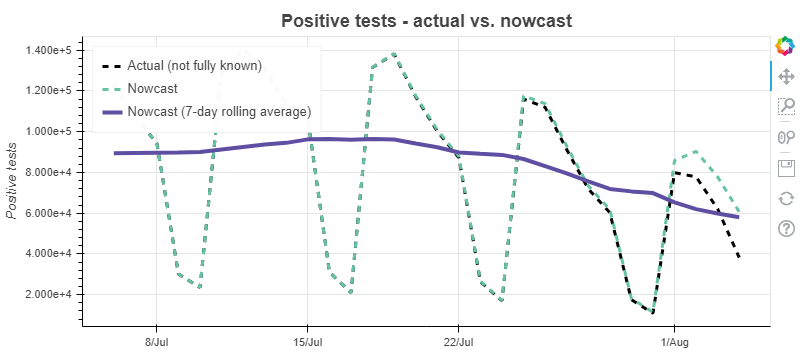 Positive tests - actual vs. nowcast
1.400e+5
1.200e+5
1.000e+5
8.000e+4
6.000e+4
4.000e+4
2.000e+4
Positive tests
Actual (not fully known)
Nowcast
Nowcast (7-day rolling average)
8/Jul
15/Jul
22/Jul
1/Aug